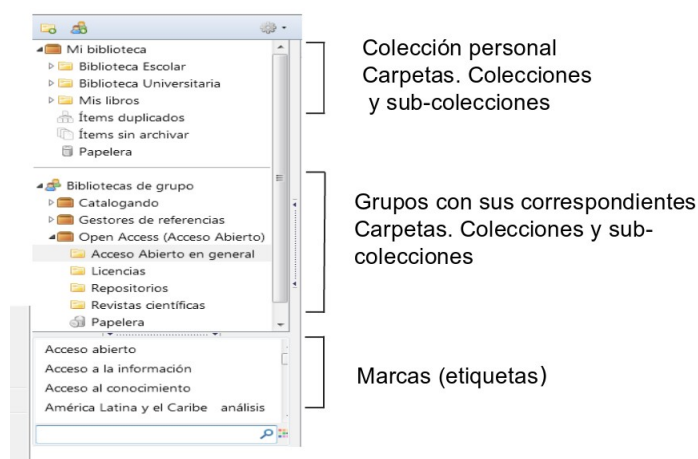 Mi biblioteca
Biblioteca Escolar
Biblioteca Universitaria
Mis libros
Ítems duplicados
Ítems sin archivar
Papelera
Colección personal
Carpetas. Colecciones
y sub-colecciones
Bibliotecas de grupo
Catalogando
Gestores de referencias
Open Access (Acceso Abierto)
Acceso Abierto en general
Licencias
Repositorios
Revistas científicas
Papelera
Grupos con sus correspondientes
Carpetas. Colecciones y sub-
colecciones
Acceso abierto
Acceso a la información
Acceso al conocimiento
América Latina y el Caribe análisis
Marcas (etiquetas)